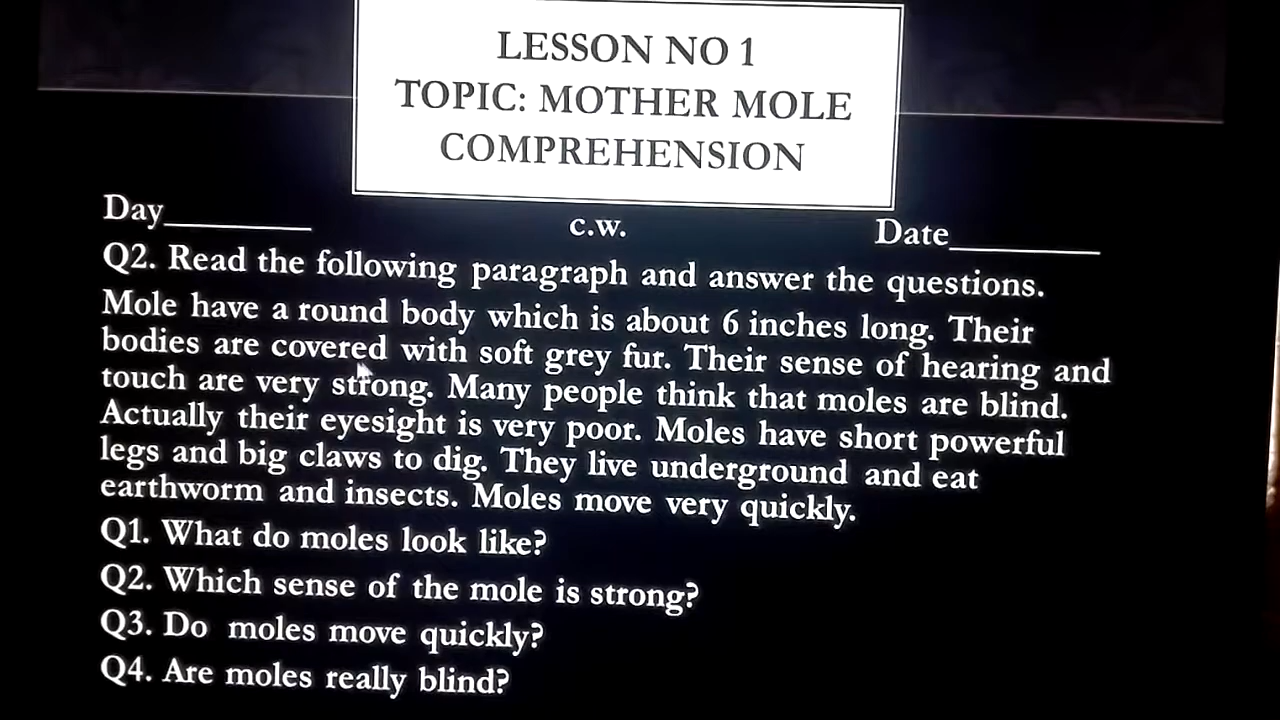 LESSON NO 1
TOPIC: MOTHER MOLE
COMPREHENSION
Day________ c.w. Date________
Q2. Read the following paragraph and answer the questions.
Mole have a round body which is about 6 inches long. Their
bodies are covered with soft grey fur. Their sense of hearing and
touch are very strong. Many people think that moles are blind.
Actually their eyesight is very poor. Moles have short powerful
legs and big claws to dig. They live underground and eat
earthworm and insects. Moles move very quickly.
Q1. What do moles look like?
Q2. Which sense of the mole is strong?
Q3. Do moles move quickly?
Q4. Are moles really blind?